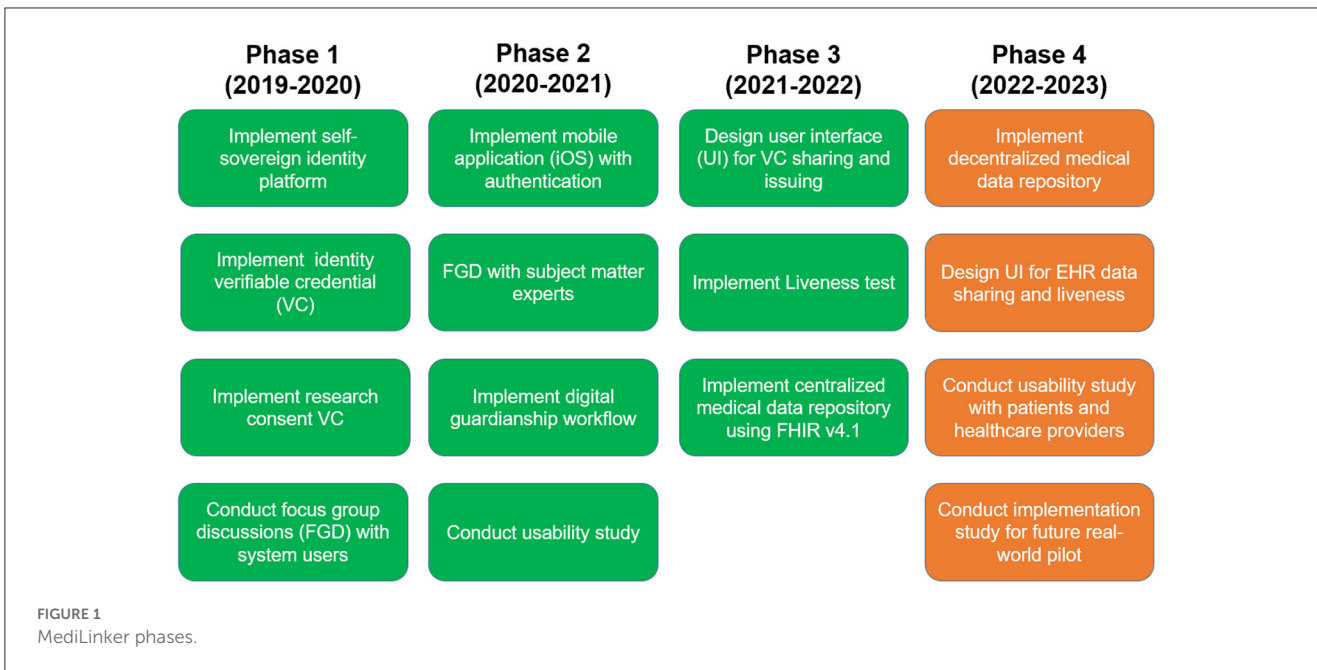 Phase 1
(2019-2020)
Implement self-
sovereign identity
platform
Implement identity
verifiable credential
(VC)
Implement research
consent VC
Conduct focus group
discussions (FGD) with
system users
Phase 2
(2020-2021)
Implement mobile
application (iOS) with
authentication
FGD with subject matter
experts
Implement digital
guardianship workflow
Conduct usability study
Phase 3
(2021-2022)
Design user interface
(UI) for VC sharing and
issuing
Implement Liveness test
Implement centralized
medical data repository
using FHIR v4.1
Phase 4
(2022-2023)
Implement
decentralized medical
data repository
Design UI for EHR data
sharing and liveness
Conduct usability study
with patients and
healthcare providers
Conduct implementation
study for future real-
world pilot
FIGURE 1
MediLinker phases.